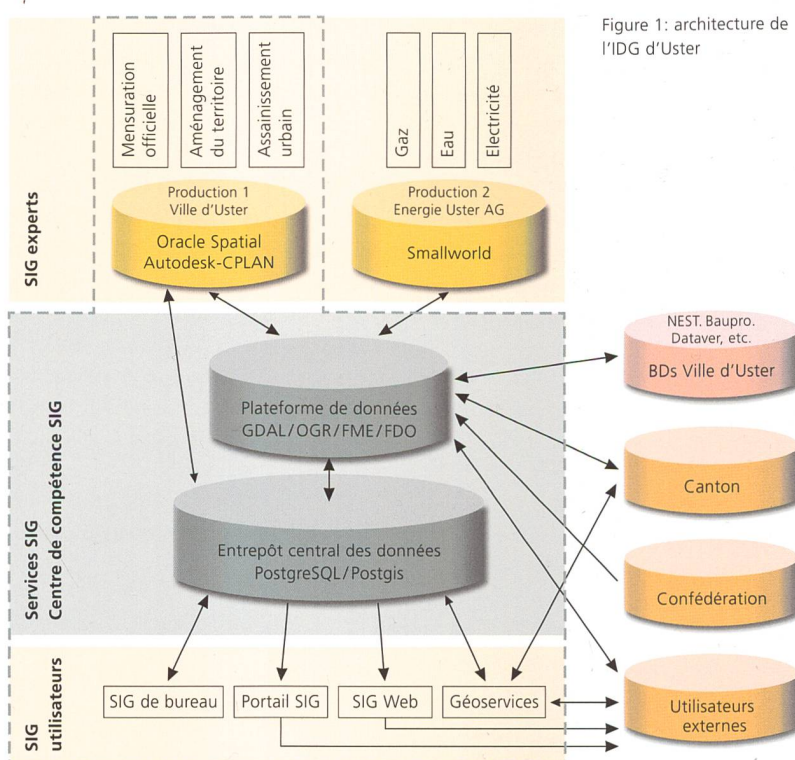 Figure 1: architecture de
l'IDG d'Uster
SIG experts
Mensuration
officielle
Aménagement
du territoire
Assainissement
urbain
Gaz
Eau
Electricité
Production 1
Ville d'Uster
Oracle Spatial
Autodesk-CPLAN
Production 2
Energie Uster AG
Smallworld
Services SIG
Centre de compétence SIG
Plateforme de données
GDAL/OGR/FME/FDO
Entrepôt central des données
PostgreSQL/Postgis
NEST. Baupro.
Dataver, etc.
BDs Ville d'Uster
Canton
Confédération
Utilisateurs
externes
SIG
utilisateurs
SIG de bureau
Portail SIG
SIG Web
Géoservices